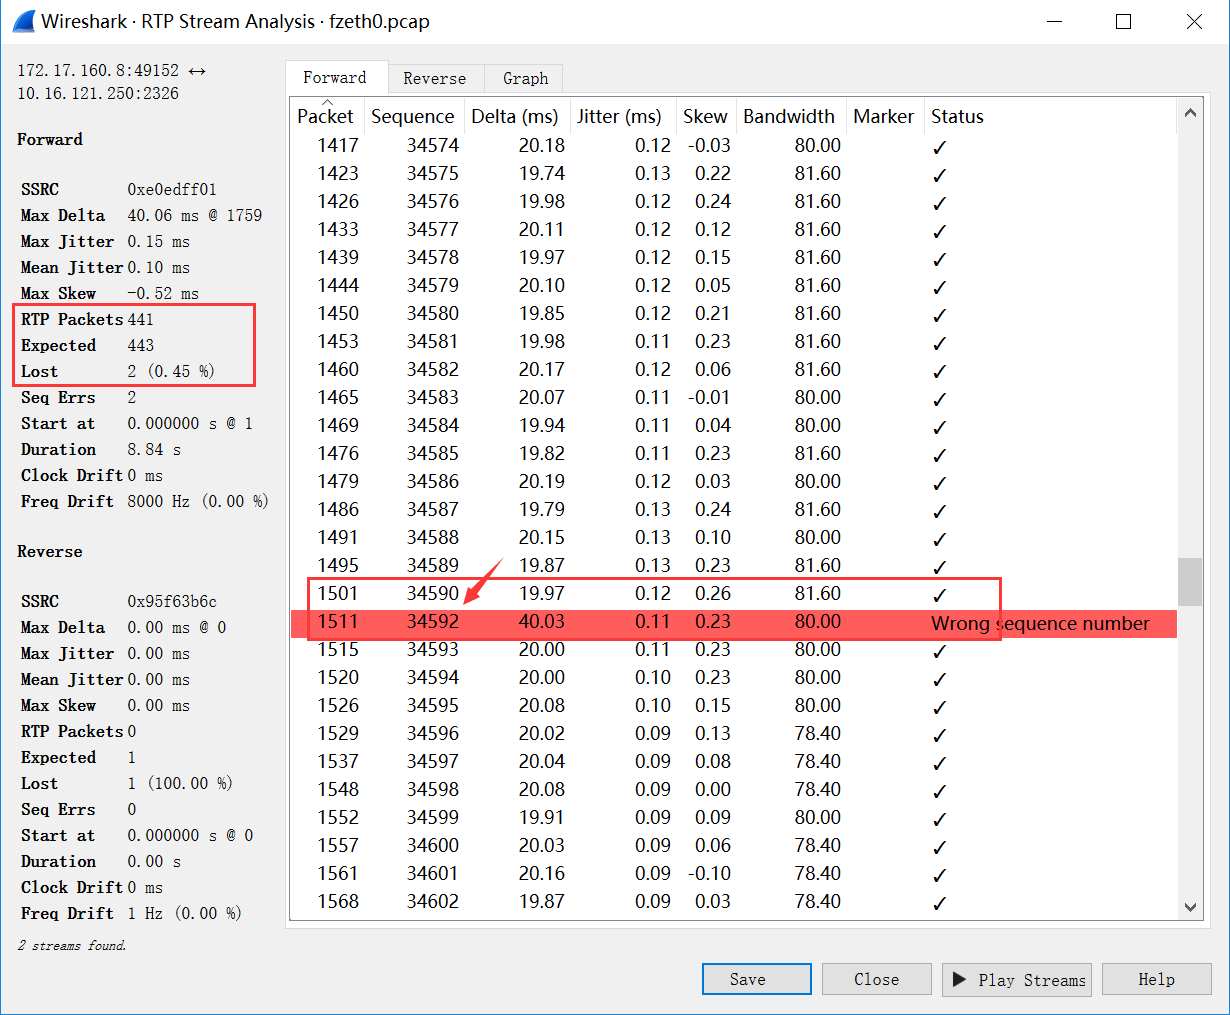 Wireshark · RTP Stream Analysis · fzeth0.pcap
172.17.160.8:49152 ↔
10.16.121.250:2326
Forward
SSRC 0xe0edff01
Max Delta 40.06 ms @ 1759
Max Jitter 0.15 ms
Mean Jitter 0.10 ms
Max Skew -0.52 ms
RTP Packets 441
Expected 443
Lost 2 (0.45 %)
Seq Errs 2
Start at 0.000000 s @ 1
Duration 8.84 s
Clock Drift 0 ms
Freq Drift 8000 Hz (0.00 %)
Reverse
SSRC 0x95f63b6c
Max Delta 0.00 ms @ 0
Max Jitter 0.00 ms
Mean Jitter 0.00 ms
Max Skew 0.00 ms
RTP Packets 0
Expected 1
Lost 1 (100.00 %)
Seq Errs 0
Start at 0.000000 s @ 0
Duration 0.00 s
Clock Drift 0 ms
Freq Drift 1 Hz (0.00 %)
2 streams found.
Forward Reverse Graph
Packet Sequence Delta (ms) Jitter (ms) Skew Bandwidth Marker Status
1417 34574 20.18 0.12 -0.03 80.00 ✓
1423 34575 19.74 0.13 0.22 81.60 ✓
1426 34576 19.98 0.12 0.24 81.60 ✓
1433 34577 20.11 0.12 0.12 81.60 ✓
1439 34578 19.97 0.12 0.15 81.60 ✓
1444 34579 20.10 0.12 0.05 81.60 ✓
1450 34580 19.85 0.12 0.21 81.60 ✓
1453 34581 19.98 0.11 0.23 81.60 ✓
1460 34582 20.17 0.12 0.06 81.60 ✓
1465 34583 20.07 0.11 -0.01 80.00 ✓
1469 34584 19.94 0.11 0.04 80.00 ✓
1476 34585 19.82 0.11 0.23 81.60 ✓
1479 34586 20.19 0.12 0.03 80.00 ✓
1486 34587 19.79 0.13 0.24 81.60 ✓
1491 34588 20.15 0.13 0.10 80.00 ✓
1495 34589 19.87 0.13 0.23 81.60 ✓
1501 34590 19.97 0.12 0.26 81.60 ✓
1511 34592 40.03 0.11 0.23 80.00 Wrong sequence number
1515 34593 20.00 0.11 0.23 80.00 ✓
1520 34594 20.00 0.10 0.23 80.00 ✓
1526 34595 20.08 0.10 0.15 80.00 ✓
1529 34596 20.02 0.09 0.13 78.40 ✓
1537 34597 20.04 0.09 0.08 78.40 ✓
1548 34598 20.08 0.09 0.00 78.40 ✓
1552 34599 19.91 0.09 0.09 80.00 ✓
1557 34600 20.03 0.09 0.06 78.40 ✓
1561 34601 20.16 0.09 -0.10 78.40 ✓
1568 34602 19.87 0.09 0.03 78.40 ✓
Save Close Play Streams Help